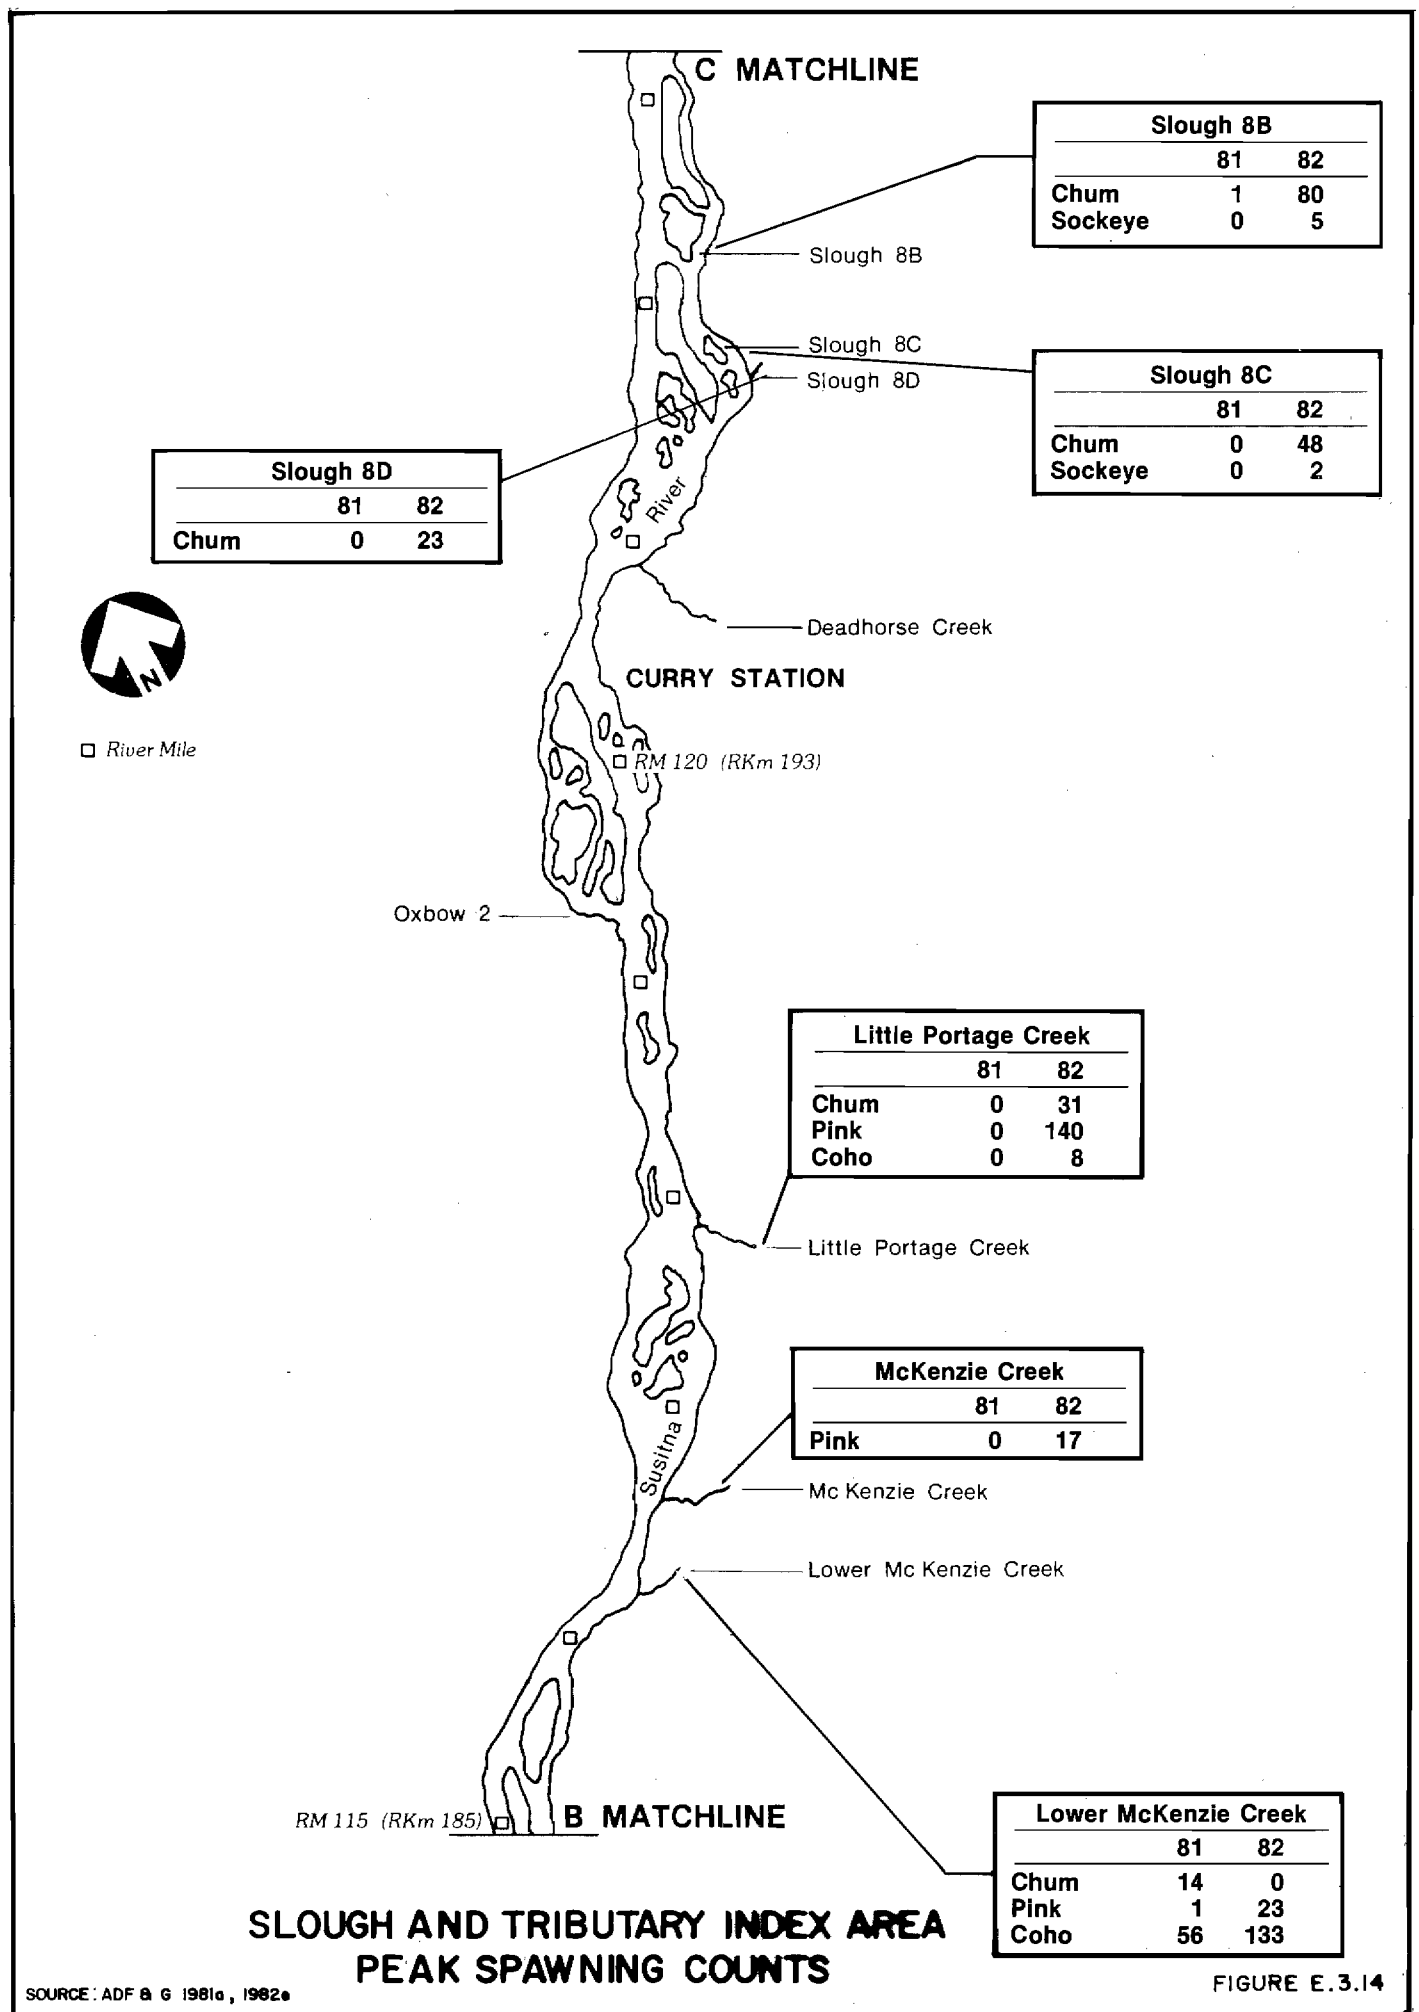 C MATCHLINE
Slough 8B
81 82
Chum 1 80
Sockeye 0 5
Slough 8B
Slough 8C
Slough 8D
Slough 8C
81 82
Chum 0 48
Sockeye 0 2
Slough 8D
81 82
Chum 0 23
River
Deadhorse Creek
N
CURRY STATION
River Mile
RM 120 (RKm 193)
Oxbow 2
Little Portage Creek
81 82
Chum 0 31
Pink 0 140
Coho 0 8
Little Portage Creek
McKenzie Creek
81 82
Pink 0 17
Susitna
Mc Kenzie Creek
Lower Mc Kenzie Creek
RM 115 (RKm 185)
B MATCHLINE
Lower McKenzie Creek
81 82
Chum 14 0
Pink 1 23
Coho 56 133
SLOUGH AND TRIBUTARY INDEX AREA
PEAK SPAWNING COUNTS
SOURCE: ADF & G 1981a, 1982e
FIGURE E.3.14